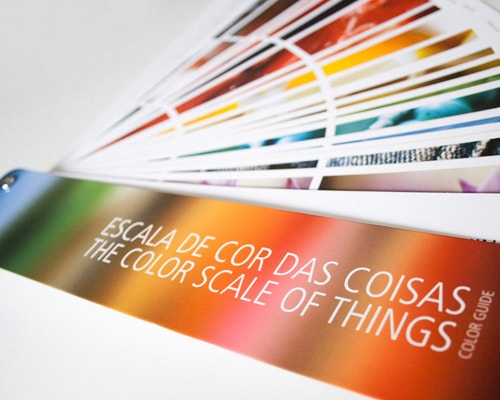 ESCALA DE COR DAS COISAS
THE COLOR SCALE OF THINGS
COLOR GUIDE